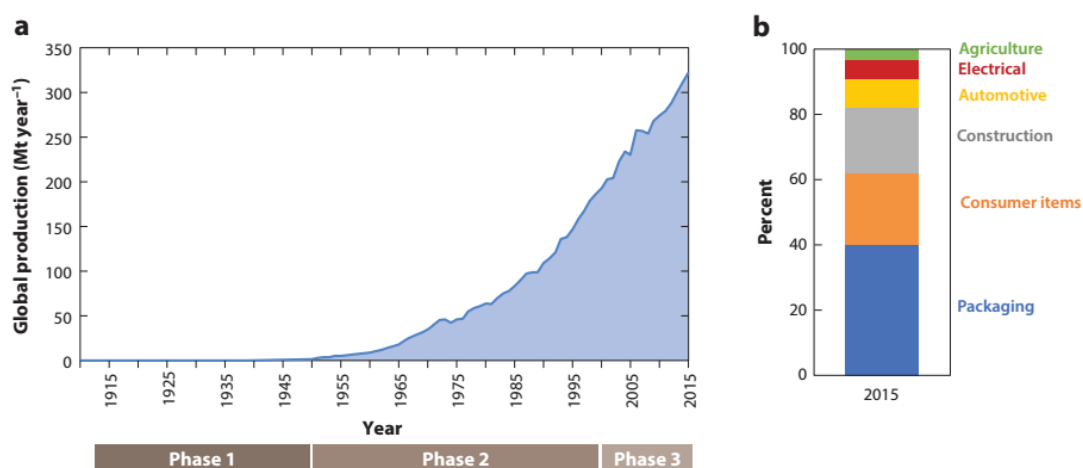 a
350
300
250
200
150
100
50
0
Global production (Mt year⁻¹)
1915
1925
1935
1945
1955
1965
1975
1985
1995
2005
2015
Year
Phase 1
Phase 2
Phase 3
b
100
80
60
40
20
0
Percent
2015
Agriculture
Electrical
Automotive
Construction
Consumer items
Packaging